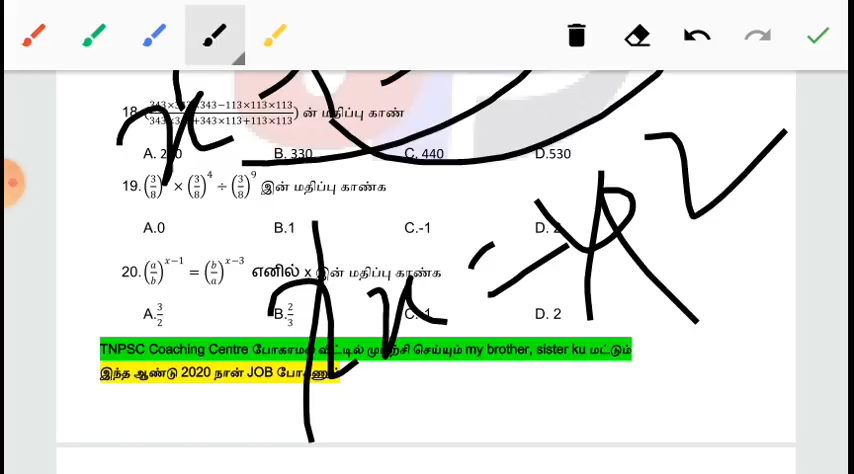 18. (343×343×343−113×113×113 / 343×343+343×113+113×113) ன் மதிப்பு காண்
A. 230 B. 330 C. 440 D.530
19. (3/8) × (3/8)^4 ÷ (3/8)^9 இன் மதிப்பு காண்க
A.0 B.1 C.-1 D. 2
20. (a/b)^x−1 = (b/a)^x−3 எனில் x இன் மதிப்பு காண்க
A. 3/2 B. 2/3 C. 1 D. 2
TNPSC Coaching Centre போகாமல் வீட்டில் முயற்சி செய்யும் my brother, sister ku மட்டும்
இந்த ஆண்டு 2020 நான் JOB போகணும்